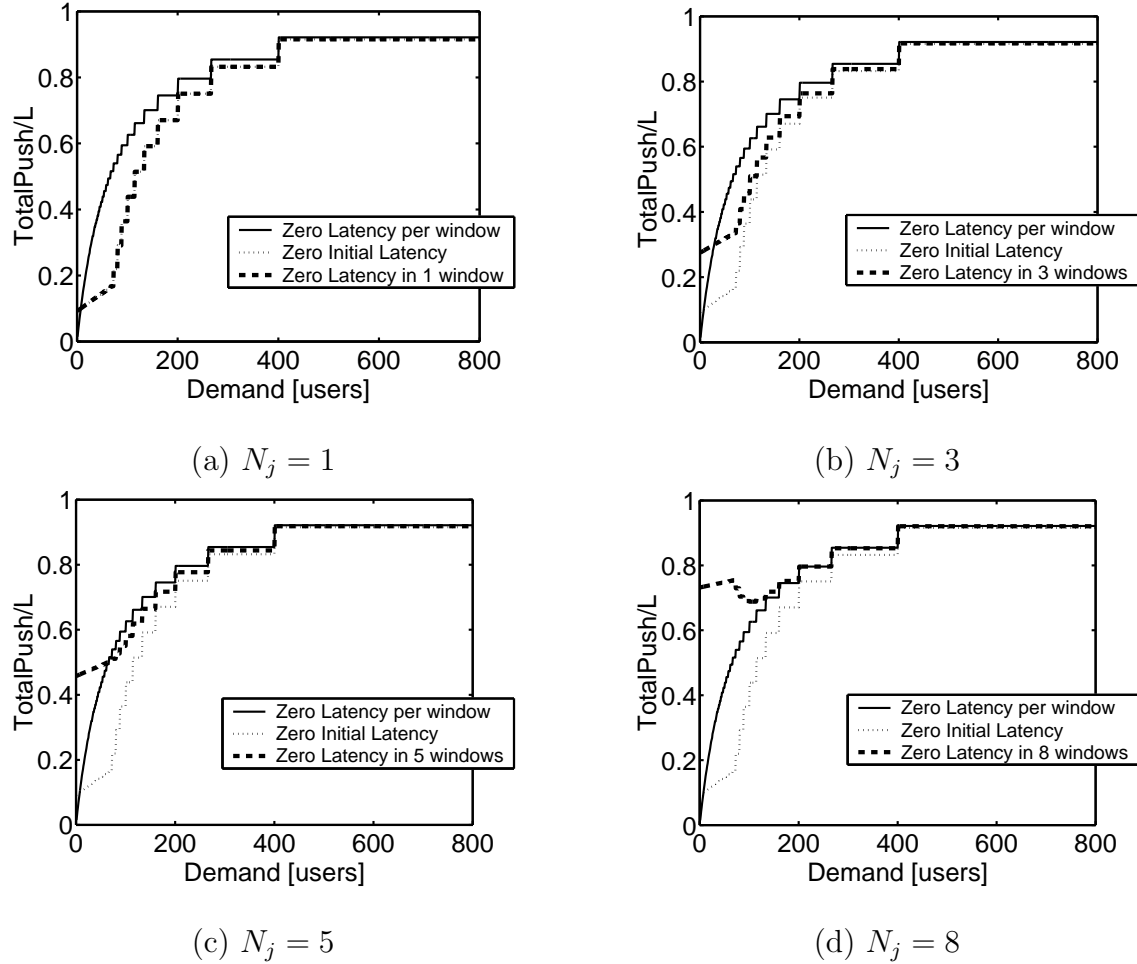 1
0.8
0.6
0.4
0.2
0
TotalPush/L
0 200 400 600 800
Demand [users]
Zero Latency per window
Zero Initial Latency
Zero Latency in 1 window
(a) N_j = 1
1
0.8
0.6
0.4
0.2
0
TotalPush/L
0 200 400 600 800
Demand [users]
Zero Latency per window
Zero Initial Latency
Zero Latency in 3 windows
(b) N_j = 3
1
0.8
0.6
0.4
0.2
0
TotalPush/L
0 200 400 600 800
Demand [users]
Zero Latency per window
Zero Initial Latency
Zero Latency in 5 windows
(c) N_j = 5
1
0.8
0.6
0.4
0.2
0
TotalPush/L
0 200 400 600 800
Demand [users]
Zero Latency per window
Zero Initial Latency
Zero Latency in 8 windows
(d) N_j = 8